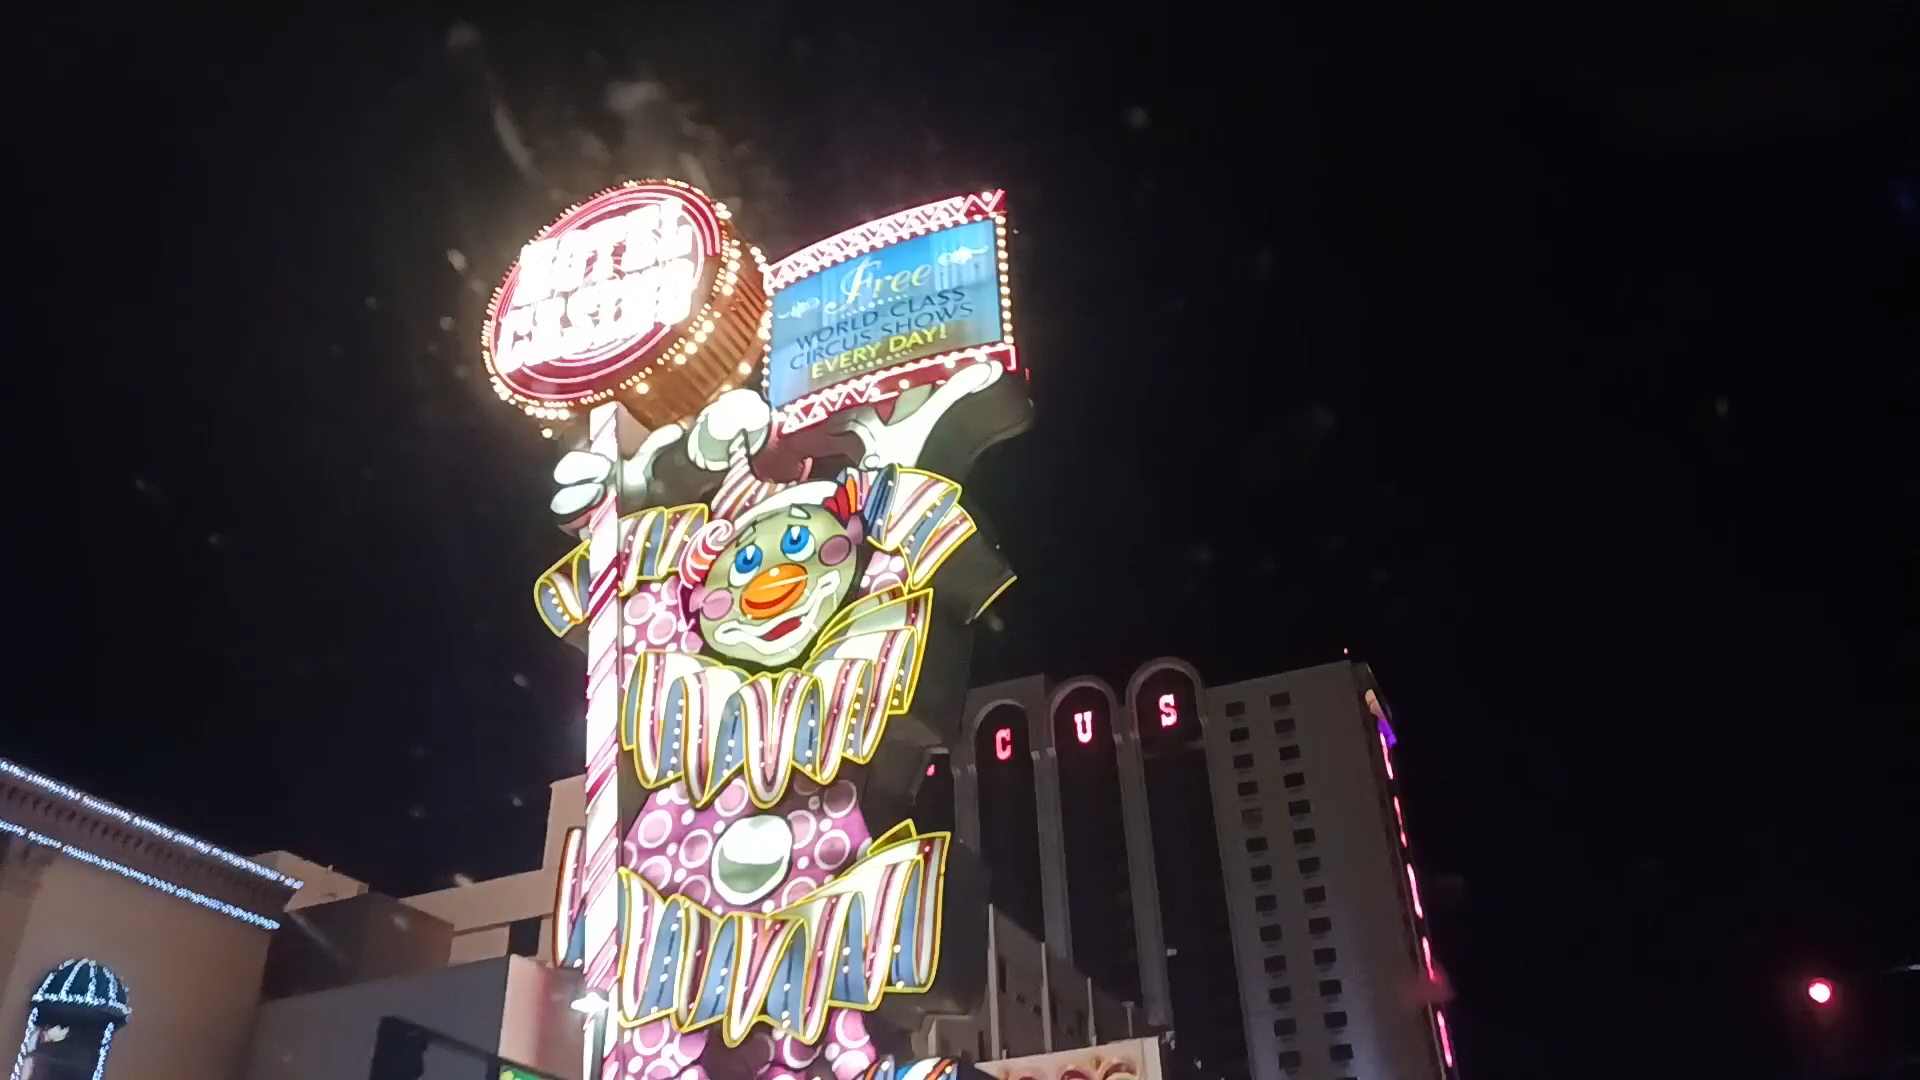 HOTEL
CASINO
Free
WORLD-CLASS
CIRCUS SHOWS
EVERY DAY!
C U S